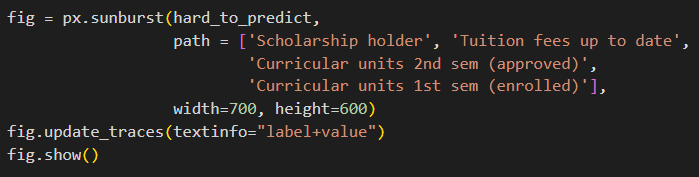 fig = px.sunburst(hard_to_predict,
                  path = ['Scholarship holder', 'Tuition fees up to date',
                          'Curricular units 2nd sem (approved)',
                          'Curricular units 1st sem (enrolled)'],
                  width=700, height=600)
fig.update_traces(textinfo="label+value")
fig.show()